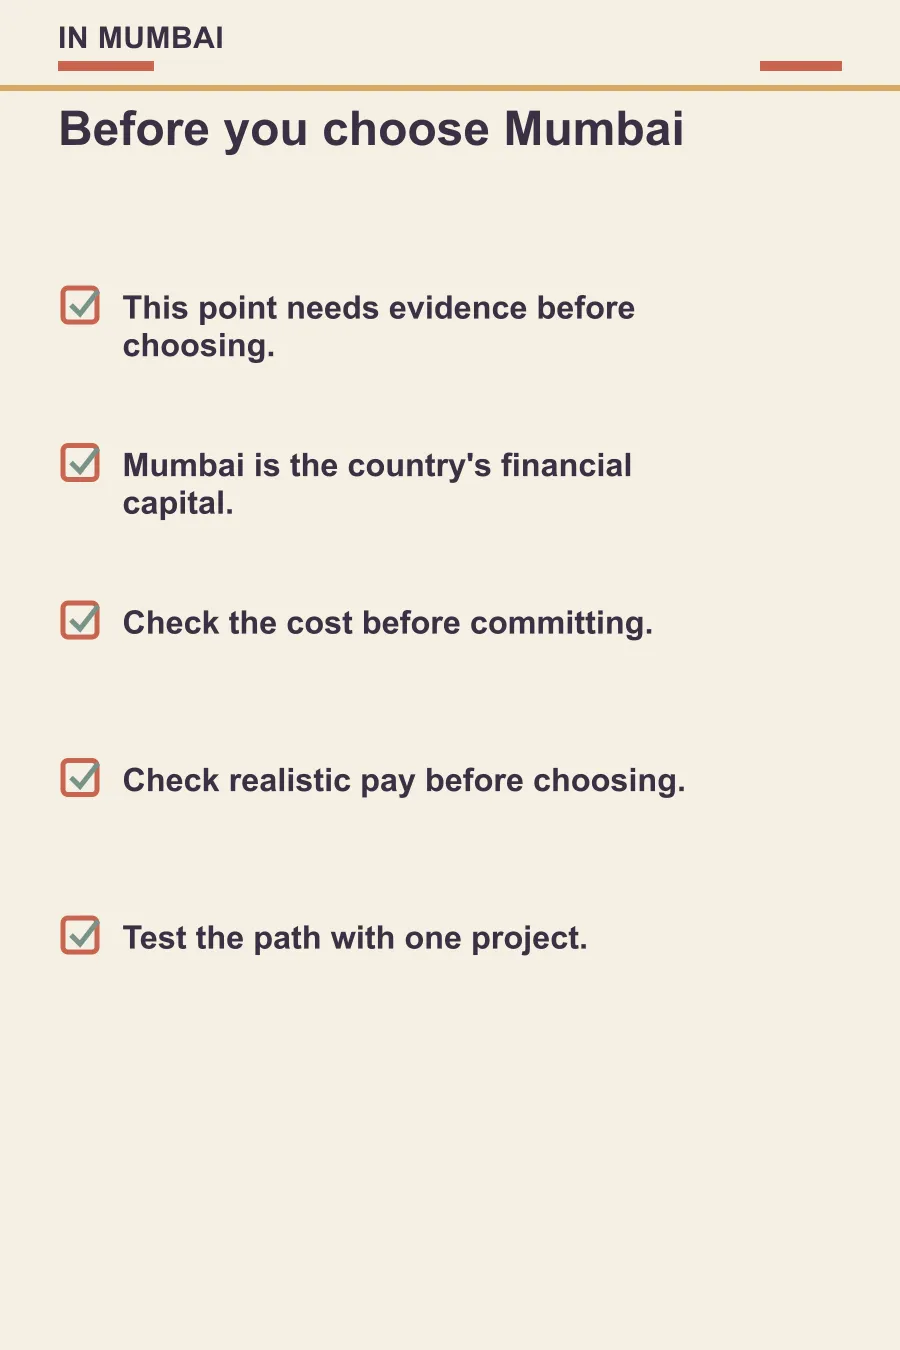 IN MUMBAI
Before you choose Mumbai
This point needs evidence before
choosing.
Mumbai is the country's financial
capital.
Check the cost before committing.
Check realistic pay before choosing.
Test the path with one project.